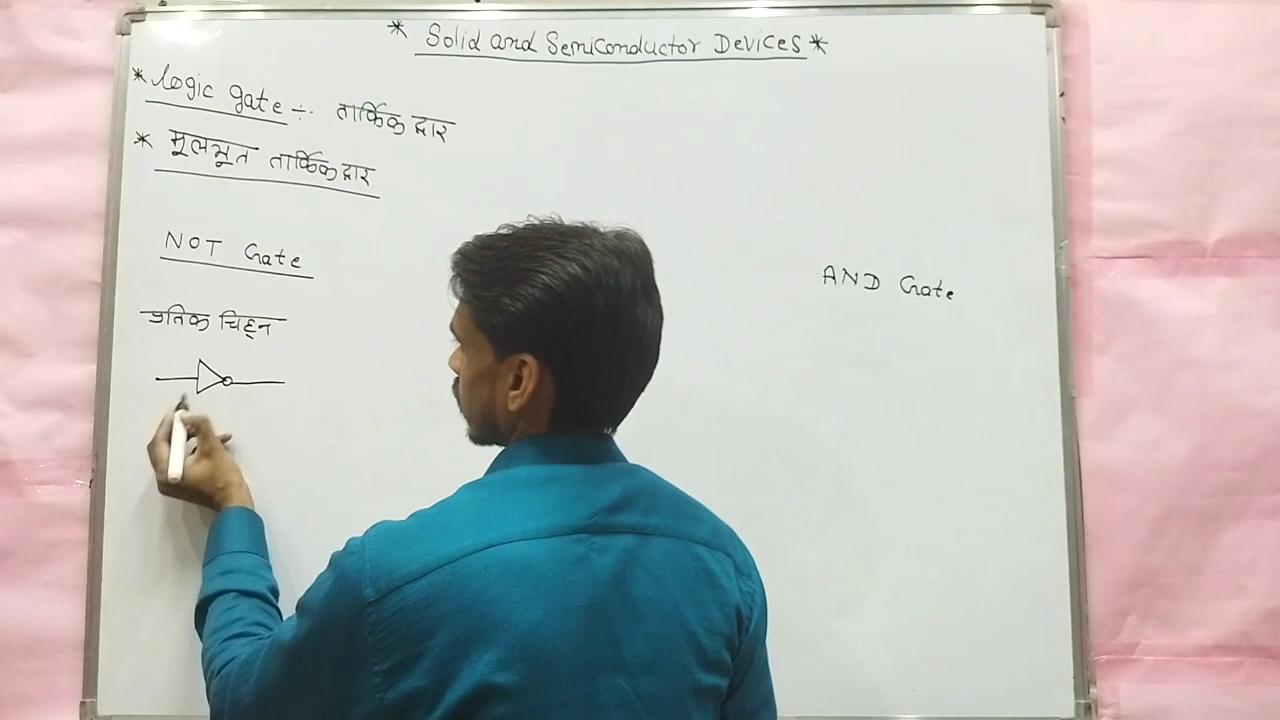 * Solid and Semiconductor Devices *
* Logic gate ÷. तार्किक द्वार
* मूलभूत तार्किक द्वार
NOT Gate
AND Gate
प्रतिक चिह्न